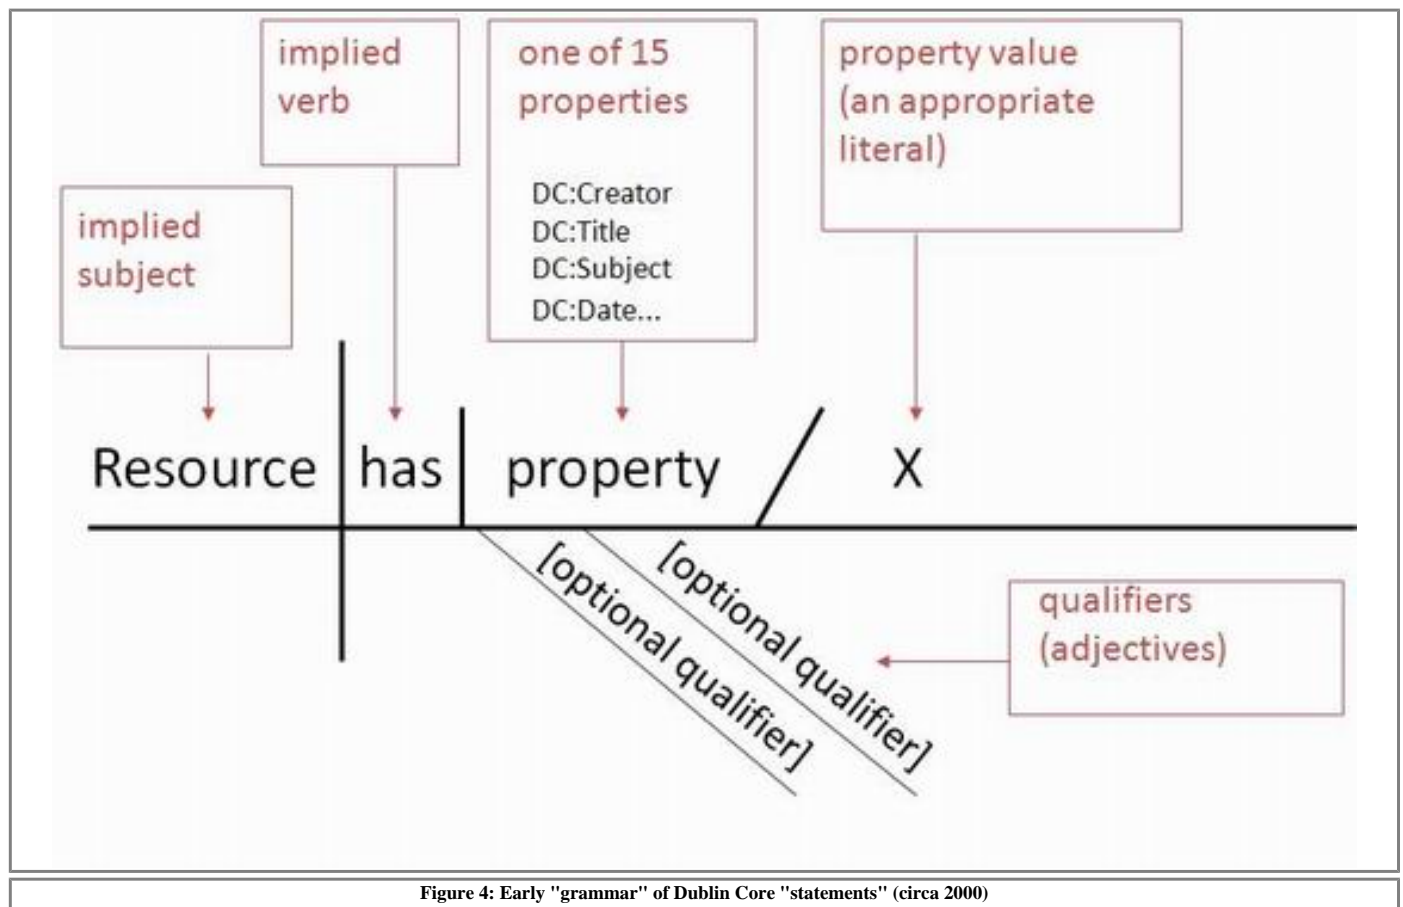 implied
verb
one of 15
properties
DC:Creator
DC:Title
DC:Subject
DC:Date...
property value
(an appropriate
literal)
implied
subject
Resource has property X
[optional qualifier]
[optional qualifier]
qualifiers
(adjectives)
Figure 4: Early "grammar" of Dublin Core "statements" (circa 2000)